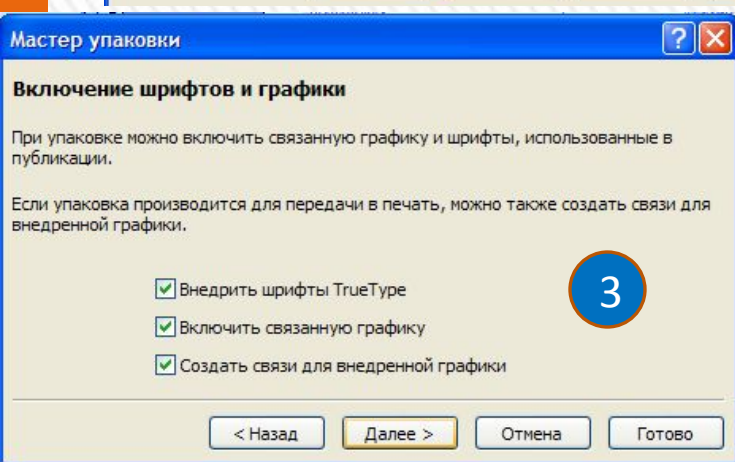 Мастер упаковки
Включение шрифтов и графики
При упаковке можно включить связанную графику и шрифты, использованные в
публикации.
Если упаковка производится для передачи в печать, можно также создать связи для
внедренной графики.
Внедрить шрифты TrueType
3
Включить связанную графику
Создать связи для внедренной графики
< Назад
Далее >
Отмена
Готово